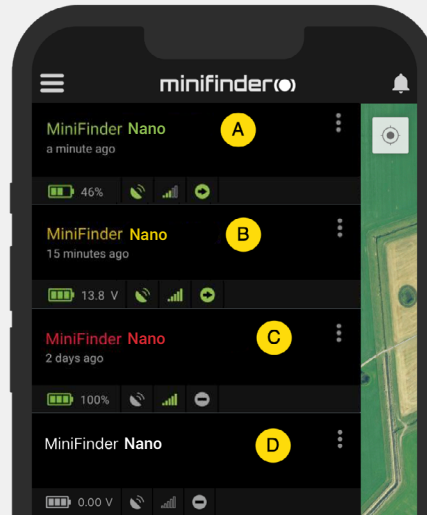 minifinder
MiniFinder Nano
A
a minute ago
46%
MiniFinder Nano
B
15 minutes ago
13.8 V
MiniFinder Nano
C
2 days ago
100%
MiniFinder Nano
D
0.00 V